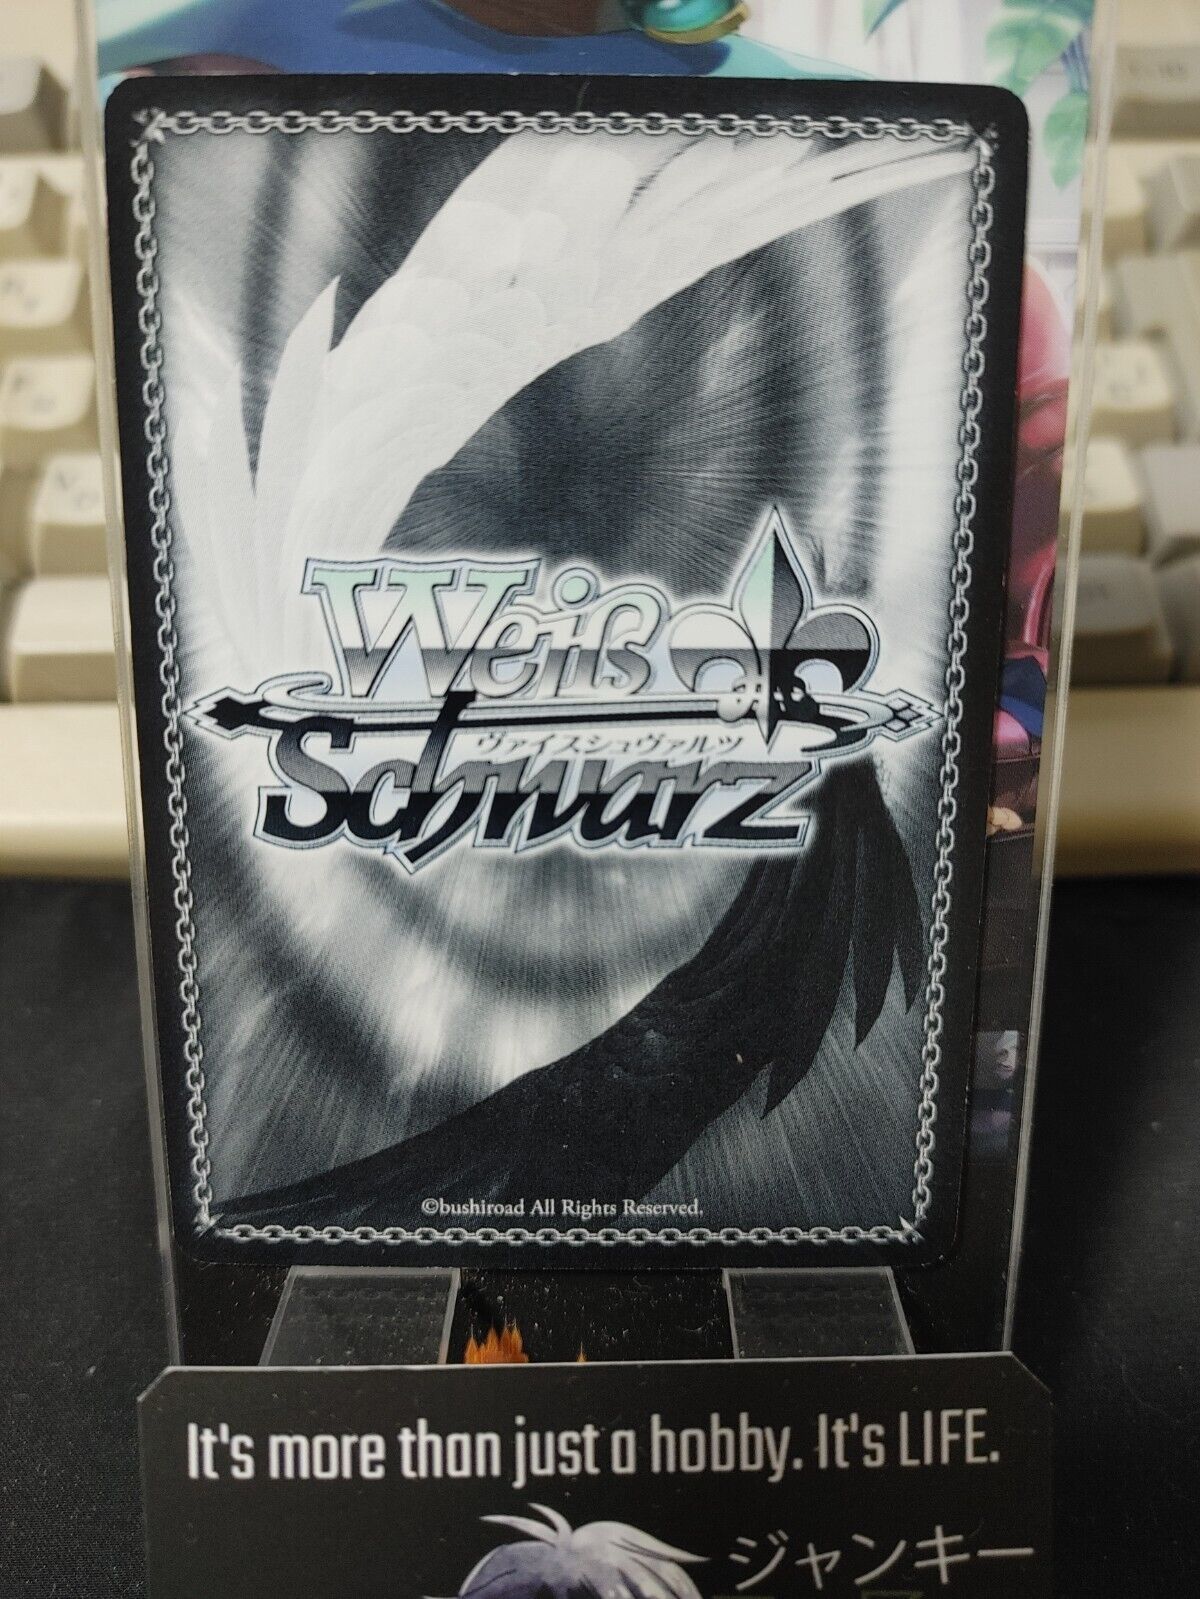 Weiß
Schwarz
ヴァイスシュヴァルツ
©bushiroad All Rights Reserved.
It's more than just a hobby. It's LIFE.
ジャンキー